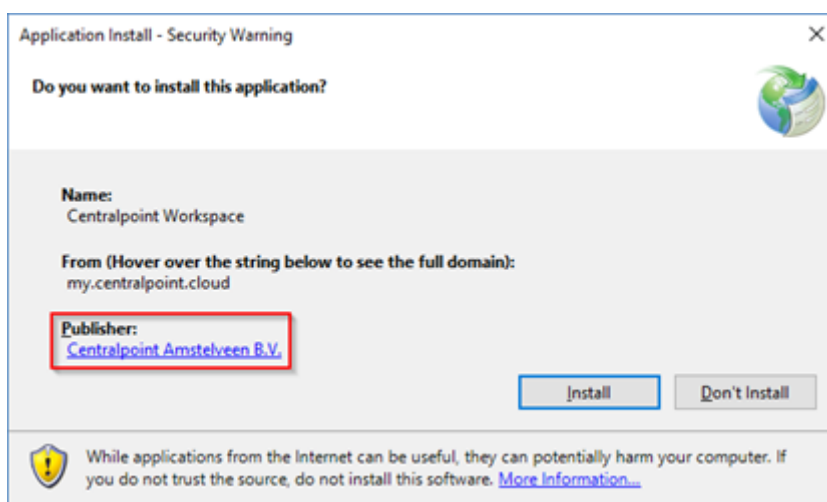 Application Install - Security Warning
Do you want to install this application?
Name:
Centralpoint Workspace
From (Hover over the string below to see the full domain):
my.centralpoint.cloud
Publisher:
Centralpoint Amstelveen B.V.
Install
Don't Install
While applications from the Internet can be useful, they can potentially harm your computer. If
you do not trust the source, do not install this software. More Information...